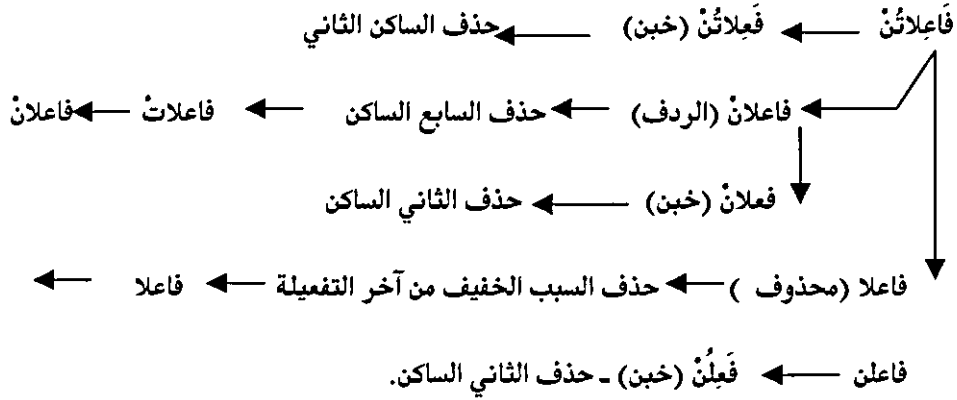 فَاعِلاتُنْ فَعِلاتُنْ (خبن) حذف الساكن الثاني
فاعلانْ (الردف) حذف السابع الساكن فاعلاتْ فاعلانْ
فعلانْ (خبن) حذف الثاني الساكن
فاعلا (محذوف ) حذف السبب الخفيف من آخر التفعيلة فاعلا
فاعلن فَعِلُنْ (خبن) - حذف الثاني الساكن.